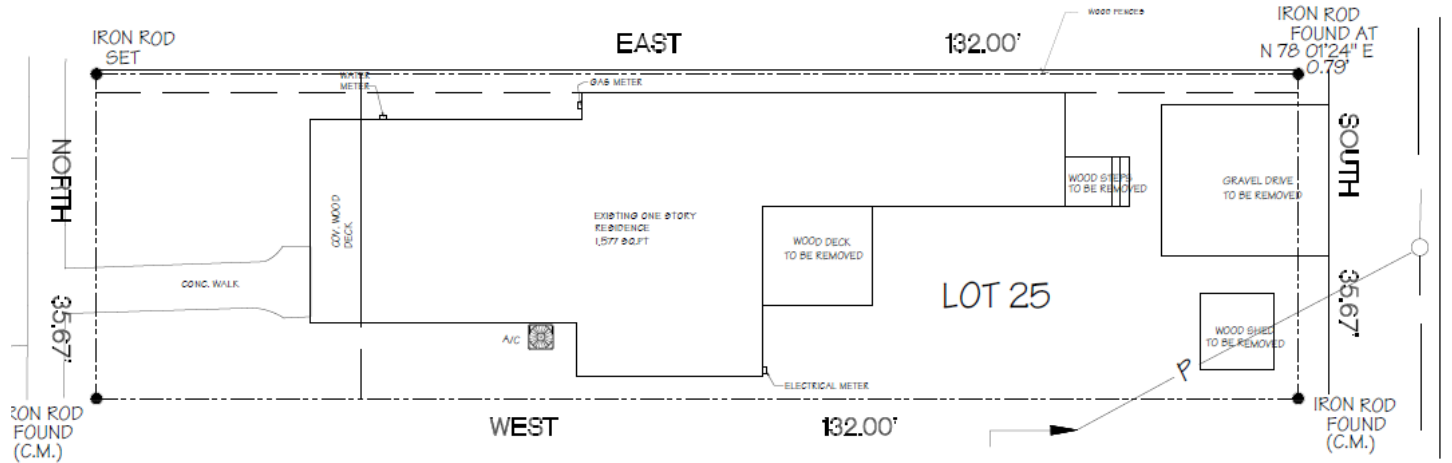 WOOD FENCES
IRON ROD
SET
EAST
132.00'
IRON ROD
FOUND AT
N 78 01'24" E
0.79'
WATER
METER
GAS METER
NORTH
35.67'
SOUTH
35.67'
COV. WOOD
DECK
CONC. WALK
EXISTING ONE STORY
RESIDENCE
1,577 SQ.FT
WOOD STEPS
TO BE REMOVED
GRAVEL DRIVE
TO BE REMOVED
WOOD DECK
TO BE REMOVED
LOT 25
WOOD SHED
TO BE REMOVED
A/C
P
ELECTRICAL METER
RON ROD
FOUND
(C.M.)
WEST
132.00'
IRON ROD
FOUND
(C.M.)